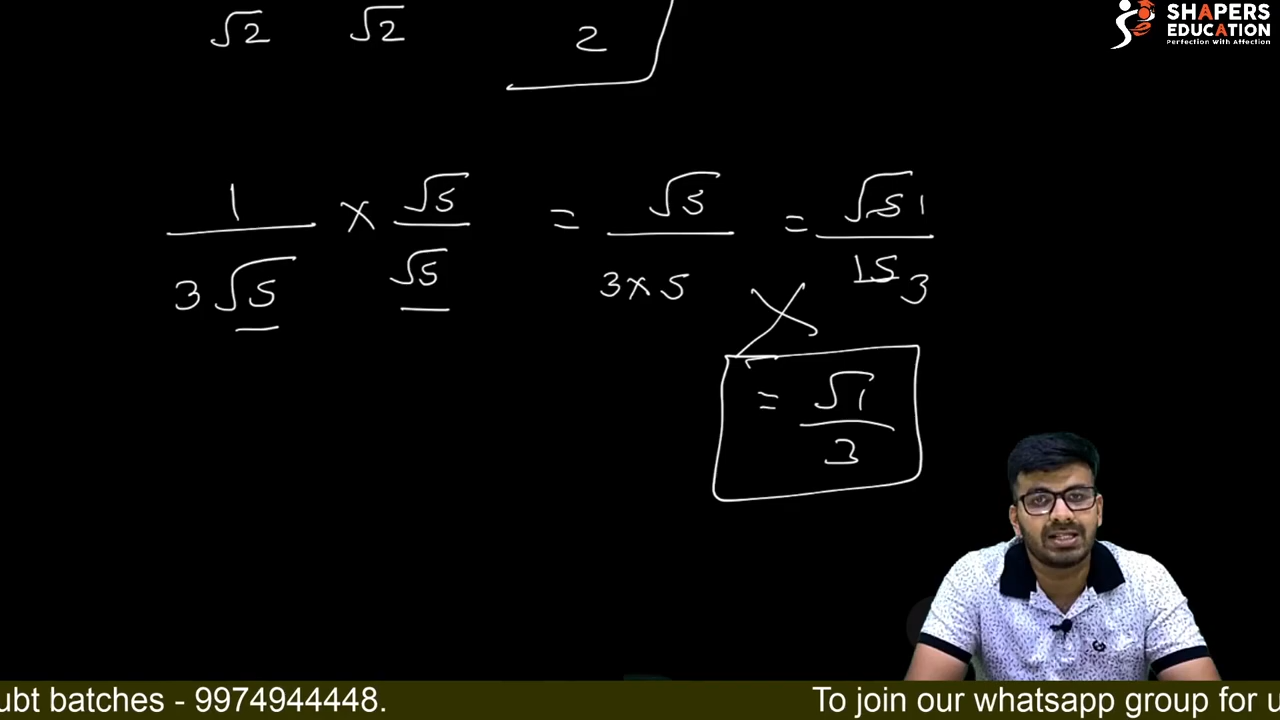 SHAPERS
EDUCATION
Perfection With Affection
√2 √2 2
1 / 3√5 × √5 / √5 = √5 / 3×5 = √5 1 / 15 3
×
= √1 / 3
ubt batches - 9974944448. To join our whatsapp group for u